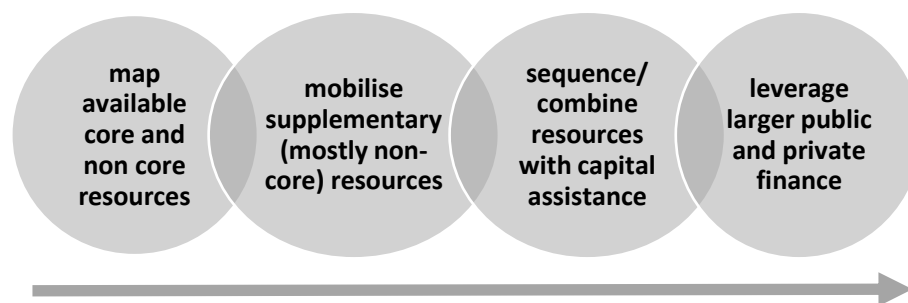 map
available
core and
non core
resources
mobilise
supplementary
(mostly non-
core) resources
sequence/
combine
resources
with capital
assistance
leverage
larger public
and private
finance